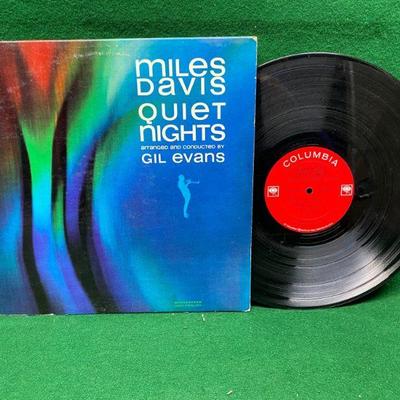 miles
DAVIS
QUIET
NIGHTS
arranged and conducted by
GIL evans
COLUMBIA